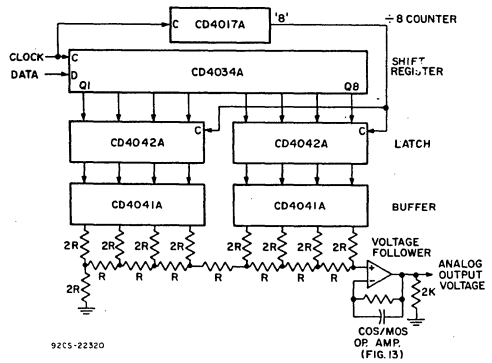 CD4017A
'8'
÷8 COUNTER
C
CLOCK
C
DATA
D
CD4034A
Q1
Q8
SHIFT
REGISTER
CD4042A
C
CD4042A
C
LATCH
CD4041A
CD4041A
BUFFER
2R 2R 2R 2R
2R 2R 2R 2R
VOLTAGE
FOLLOWER
R R R R R R R
2R
+
−
ANALOG
OUTPUT
VOLTAGE
2K
COS/MOS
OP. AMP.
(FIG. 13)
92CS-22320